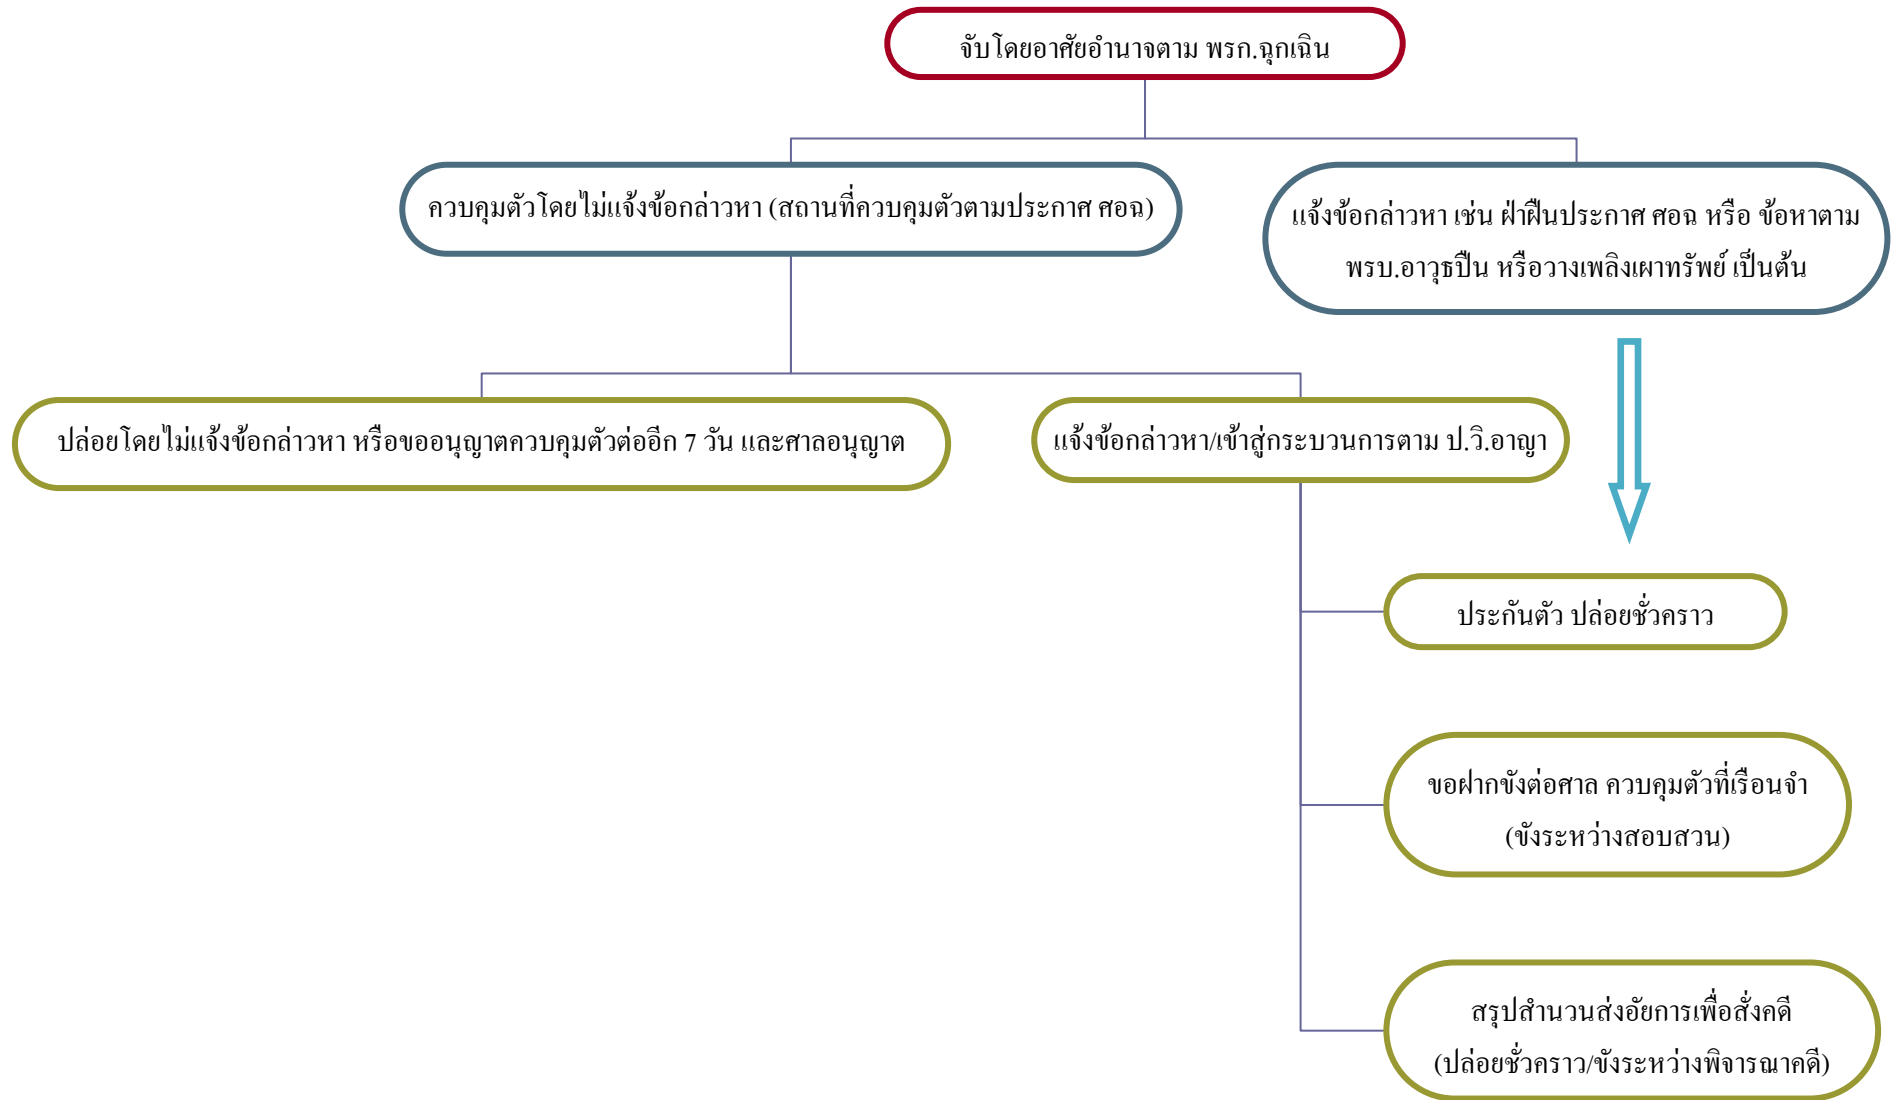 จับโดยอาศัยอำนาจตาม พรก.ฉุกเฉิน
ควบคุมตัวโดยไม่แจ้งข้อกล่าวหา (สถานที่ควบคุมตัวตามประกาศ ศอฉ)
แจ้งข้อกล่าวหา เช่น ฝ่าฝืนประกาศ ศอฉ หรือ ข้อหาตาม
พรบ.อาวุธปืน หรือวางเพลิงเผาทรัพย์ เป็นต้น
ปล่อยโดยไม่แจ้งข้อกล่าวหา หรือขออนุญาตควบคุมตัวต่ออีก 7 วัน และศาลอนุญาต
แจ้งข้อกล่าวหา/เข้าสู่กระบวนการตาม ป.วิ.อาญา
ประกันตัว ปล่อยชั่วคราว
ขอฝากขังต่อศาล ควบคุมตัวที่เรือนจำ
(ขังระหว่างสอบสวน)
สรุปสำนวนส่งอัยการเพื่อสั่งคดี
(ปล่อยชั่วคราว/ขังระหว่างพิจารณาคดี)